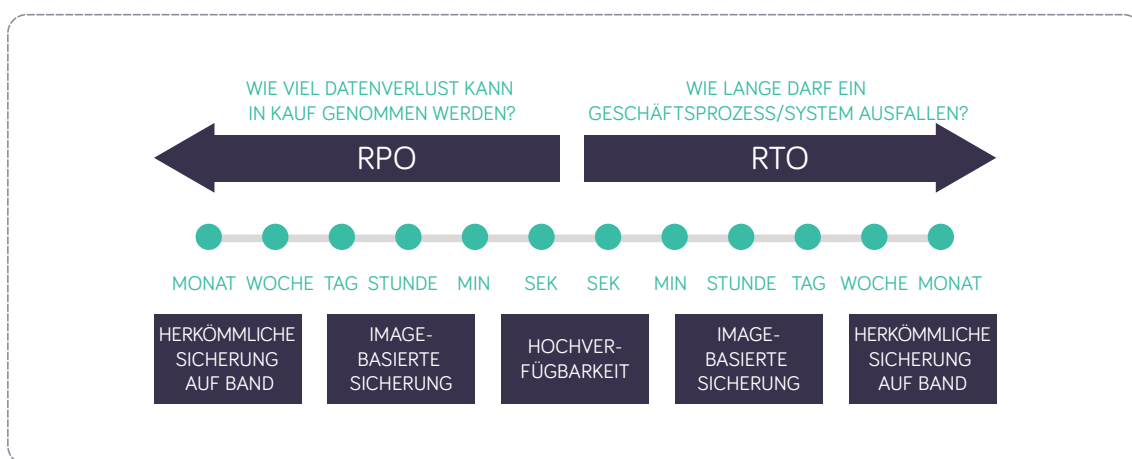 WIE VIEL DATENVERLUST KANN
IN KAUF GENOMMEN WERDEN?
WIE LANGE DARF EIN
GESCHÄFTSPROZESS/SYSTEM AUSFALLEN?
RPO
RTO
MONAT WOCHE TAG STUNDE MIN SEK SEK MIN STUNDE TAG WOCHE MONAT
HERKÖMMLICHE
SICHERUNG
AUF BAND
IMAGE-
BASIERTE
SICHERUNG
HOCHVER-
FÜGBARKEIT
IMAGE-
BASIERTE
SICHERUNG
HERKÖMMLICHE
SICHERUNG
AUF BAND